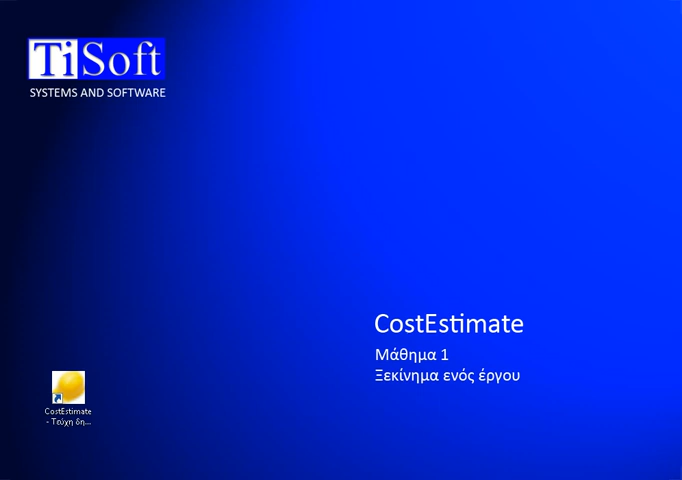 TiSoft
SYSTEMS AND SOFTWARE
CostEstimate
Μάθημα 1
Ξεκίνημα ενός έργου
CostEstimate
- Τεύχη δη...